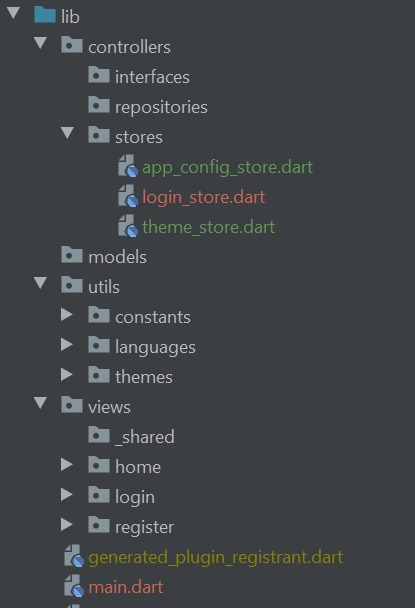 lib
controllers
interfaces
repositories
stores
app_config_store.dart
login_store.dart
theme_store.dart
models
utils
constants
languages
themes
views
_shared
home
login
register
generated_plugin_registrant.dart
main.dart